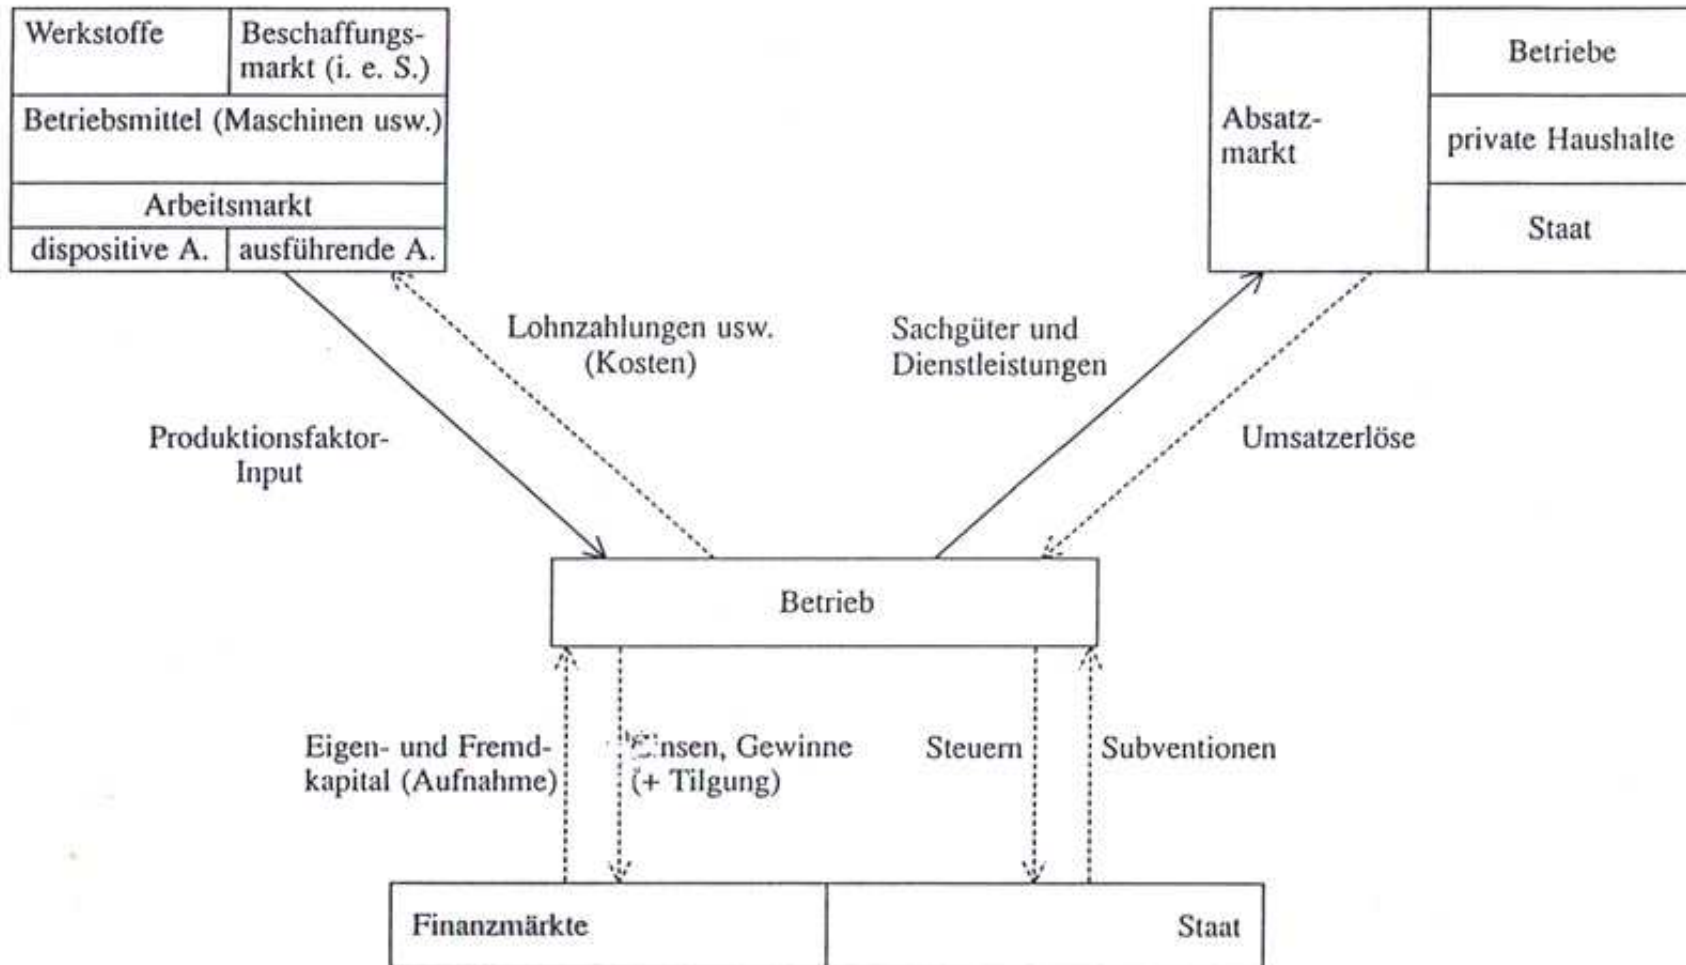 Werkstoffe
Beschaffungs-
markt (i. e. S.)
Betriebsmittel (Maschinen usw.)
Arbeitsmarkt
dispositive A.
ausführende A.
Absatz-
markt
Betriebe
private Haushalte
Staat
Lohnzahlungen usw.
(Kosten)
Sachgüter und
Dienstleistungen
Produktionsfaktor-
Input
Umsatzerlöse
Betrieb
Eigen- und Fremd-
kapital (Aufnahme)
Gewinne
(+ Tilgung)
Steuern
Subventionen
Finanzmärkte
Staat